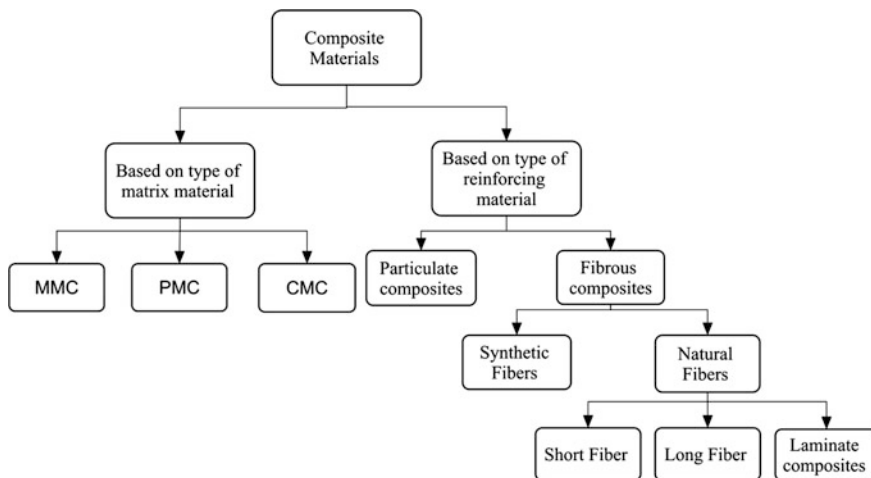 Composite
Materials
Based on type of
matrix material
Based on type of
reinforcing
material
MMC
PMC
CMC
Particulate
composites
Fibrous
composites
Synthetic
Fibers
Natural
Fibers
Short Fiber
Long Fiber
Laminate
composites